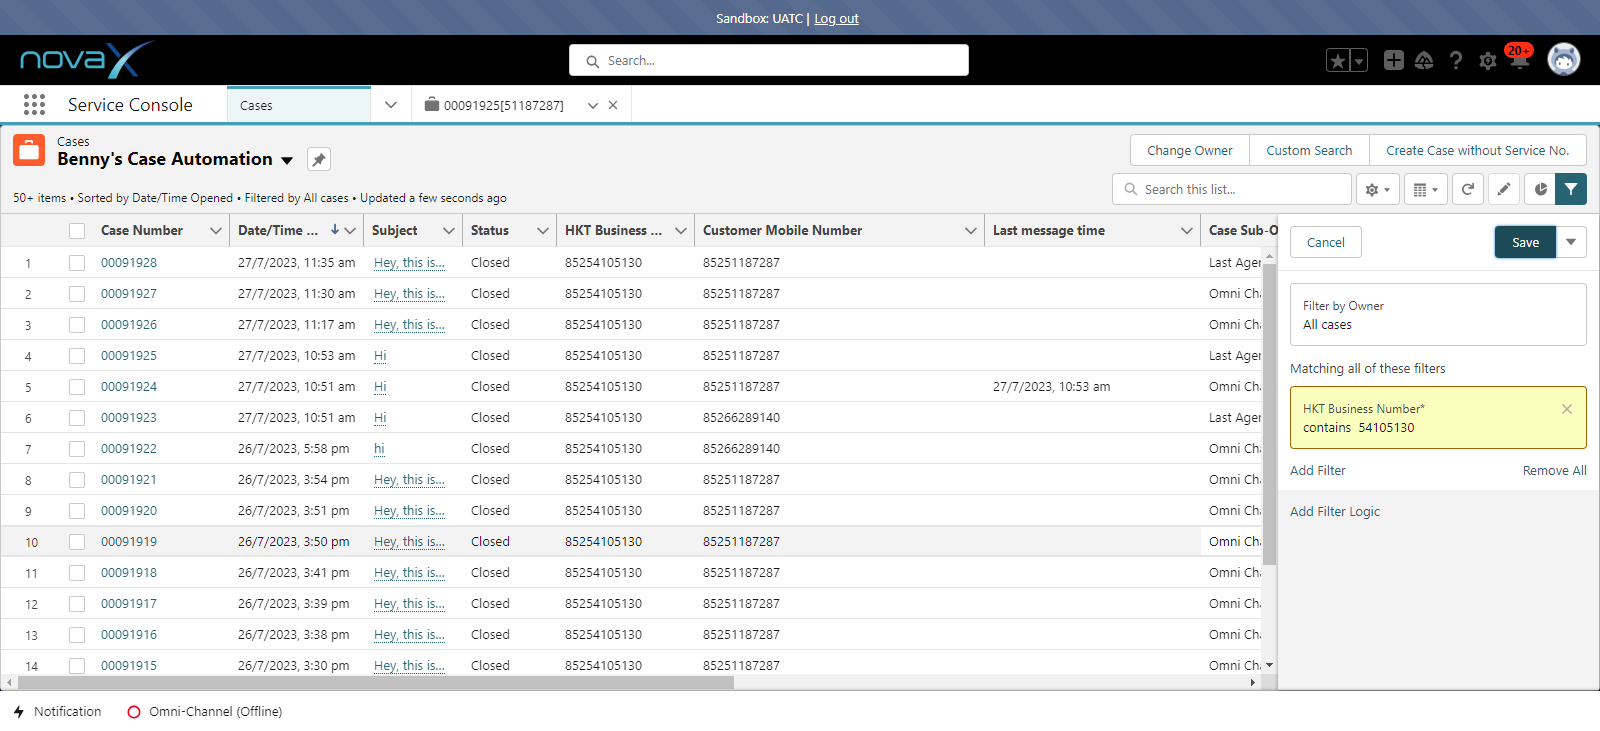 Sandbox: UATC | Log out
novaX
Search...
20+
Service Console
Cases
00091925[51187287]
Cases
Benny's Case Automation
Change Owner
Custom Search
Create Case without Service No.
50+ items • Sorted by Date/Time Opened • Filtered by All cases • Updated a few seconds ago
Search this list...
Case Number Date/Time ... Subject Status HKT Business ... Customer Mobile Number Last message time Case Sub-O
1 00091928 27/7/2023, 11:35 am Hey, this is... Closed 85254105130 85251187287 Last Agen
2 00091927 27/7/2023, 11:30 am Hey, this is... Closed 85254105130 85251187287 Omni Cha
3 00091926 27/7/2023, 11:17 am Hey, this is... Closed 85254105130 85251187287 Omni Cha
4 00091925 27/7/2023, 10:53 am Hi Closed 85254105130 85251187287 Last Agen
5 00091924 27/7/2023, 10:51 am Hi Closed 85254105130 85251187287 27/7/2023, 10:53 am Omni Cha
6 00091923 27/7/2023, 10:51 am Hi Closed 85254105130 85266289140 Last Agen
7 00091922 26/7/2023, 5:58 pm hi Closed 85254105130 85266289140 Omni Cha
8 00091921 26/7/2023, 3:54 pm Hey, this is... Closed 85254105130 85251187287 Omni Cha
9 00091920 26/7/2023, 3:51 pm Hey, this is... Closed 85254105130 85251187287 Omni Cha
10 00091919 26/7/2023, 3:50 pm Hey, this is... Closed 85254105130 85251187287 Omni Cha
11 00091918 26/7/2023, 3:41 pm Hey, this is... Closed 85254105130 85251187287 Omni Cha
12 00091917 26/7/2023, 3:39 pm Hey, this is... Closed 85254105130 85251187287 Omni Cha
13 00091916 26/7/2023, 3:38 pm Hey, this is... Closed 85254105130 85251187287 Omni Cha
14 00091915 26/7/2023, 3:30 pm Hey, this is... Closed 85254105130 85251187287 Omni Cha
Cancel
Save
Filter by Owner
All cases
Matching all of these filters
HKT Business Number*
contains 54105130
Add Filter
Remove All
Add Filter Logic
Notification
Omni-Channel (Offline)